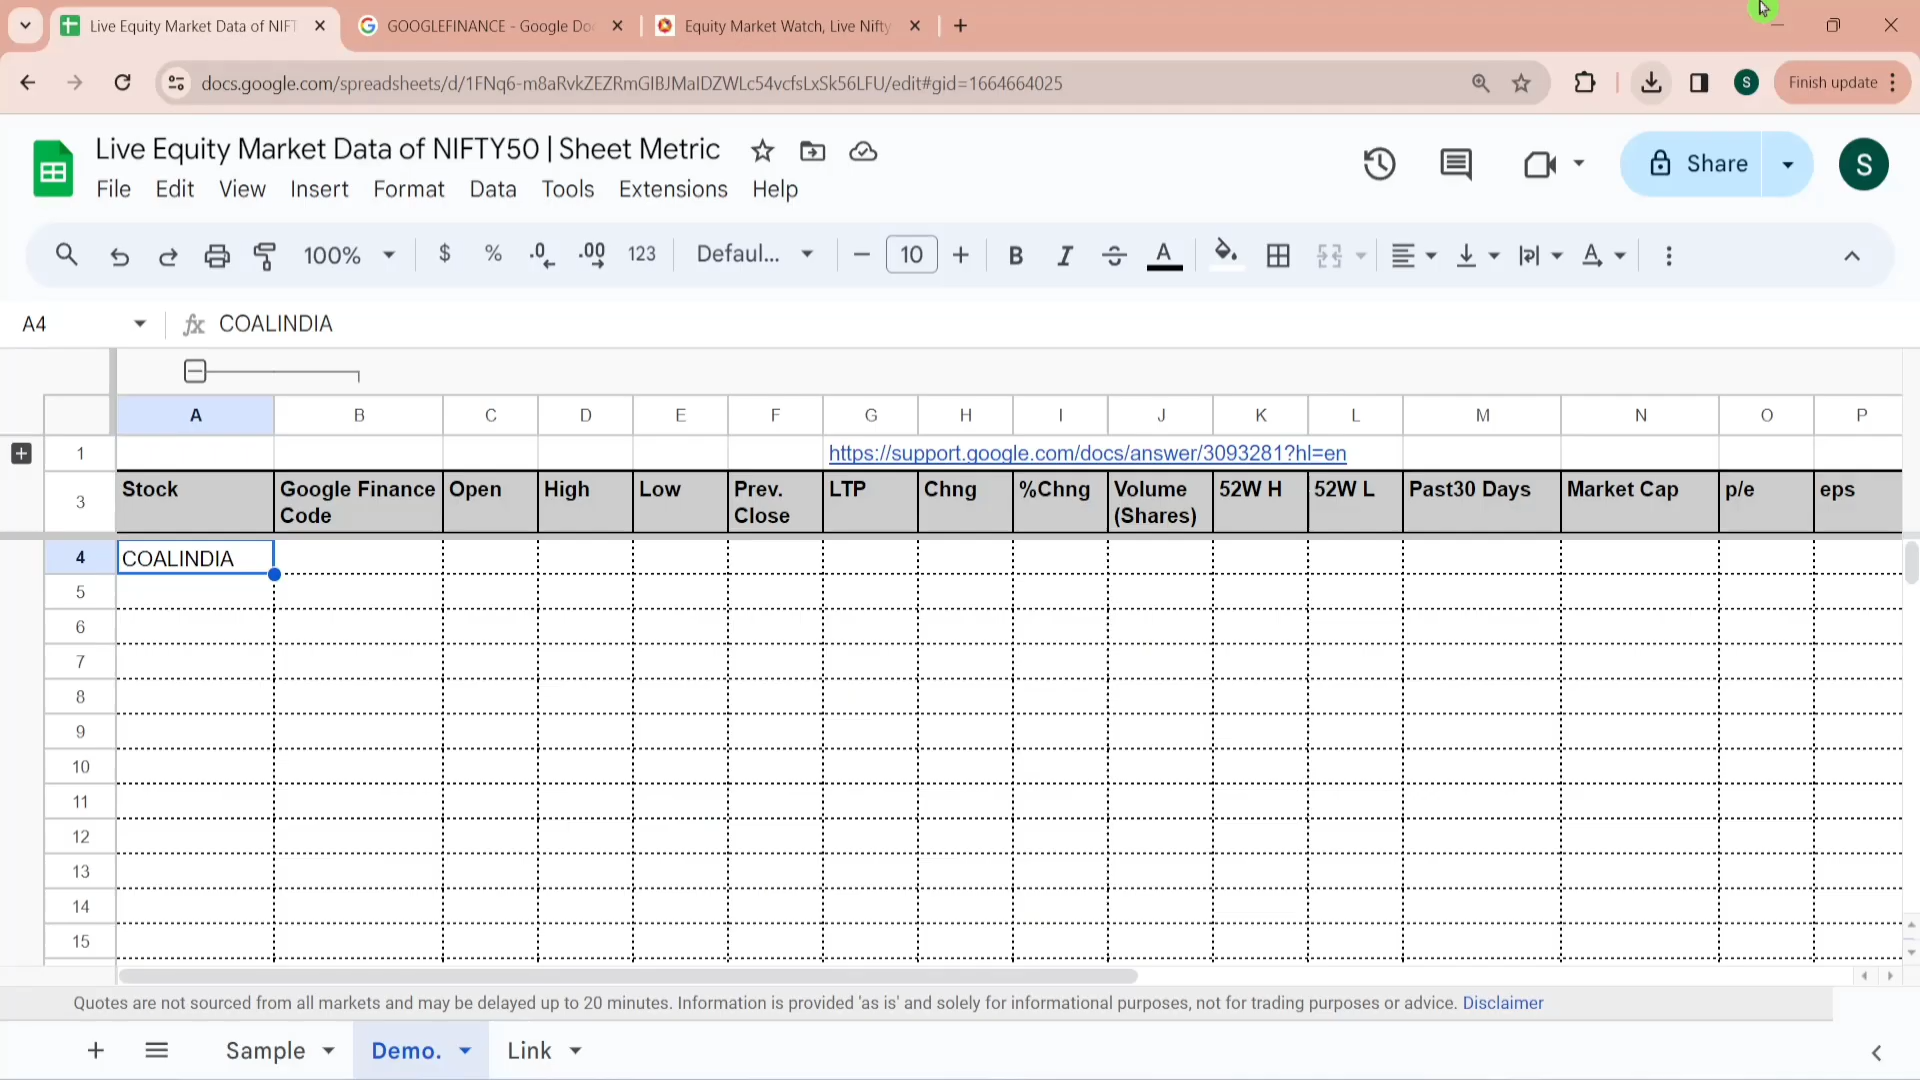 Live Equity Market Data of NIFT
GOOGLEFINANCE - Google Do
Equity Market Watch, Live Nifty
docs.google.com/spreadsheets/d/1FNq6-m8aRvkZEZRmGIBJMaIDZWLc54vcfsLxSk56LFU/edit#gid=1664664025
S
Finish update
Live Equity Market Data of NIFTY50 | Sheet Metric
File Edit View Insert Format Data Tools Extensions Help
Share
S
100% $ % .0 .00 123 Defaul... 10 B I A
A4
fx COALINDIA
A B C D E F G H I J K L M N O P
1 https://support.google.com/docs/answer/3093281?hl=en
3 Stock Google Finance Code Open High Low Prev. Close LTP Chng %Chng Volume (Shares) 52W H 52W L Past30 Days Market Cap p/e eps
4 COALINDIA
5
6
7
8
9
10
11
12
13
14
15
Quotes are not sourced from all markets and may be delayed up to 20 minutes. Information is provided 'as is' and solely for informational purposes, not for trading purposes or advice. Disclaimer
Sample Demo. Link